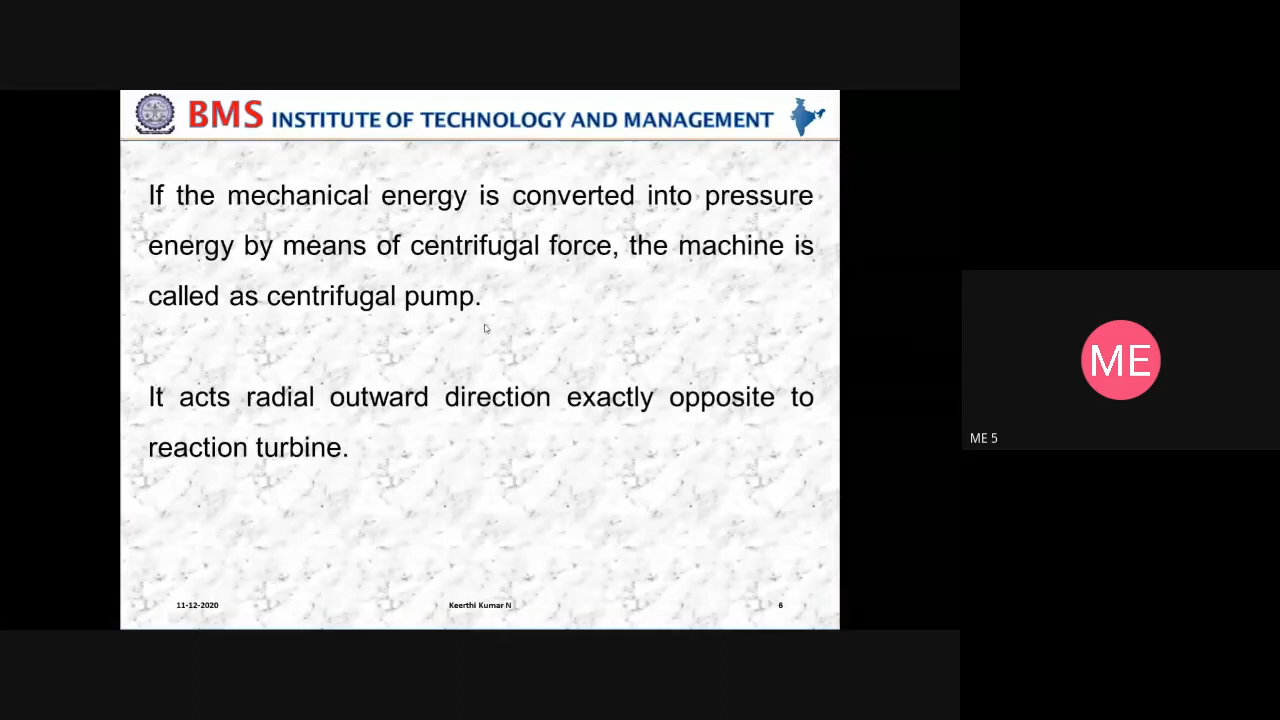 BMS INSTITUTE OF TECHNOLOGY AND MANAGEMENT
If the mechanical energy is converted into pressure
energy by means of centrifugal force, the machine is
called as centrifugal pump.
It acts radial outward direction exactly opposite to
reaction turbine.
11-12-2020 Keerthi Kumar N 6
ME
ME 5